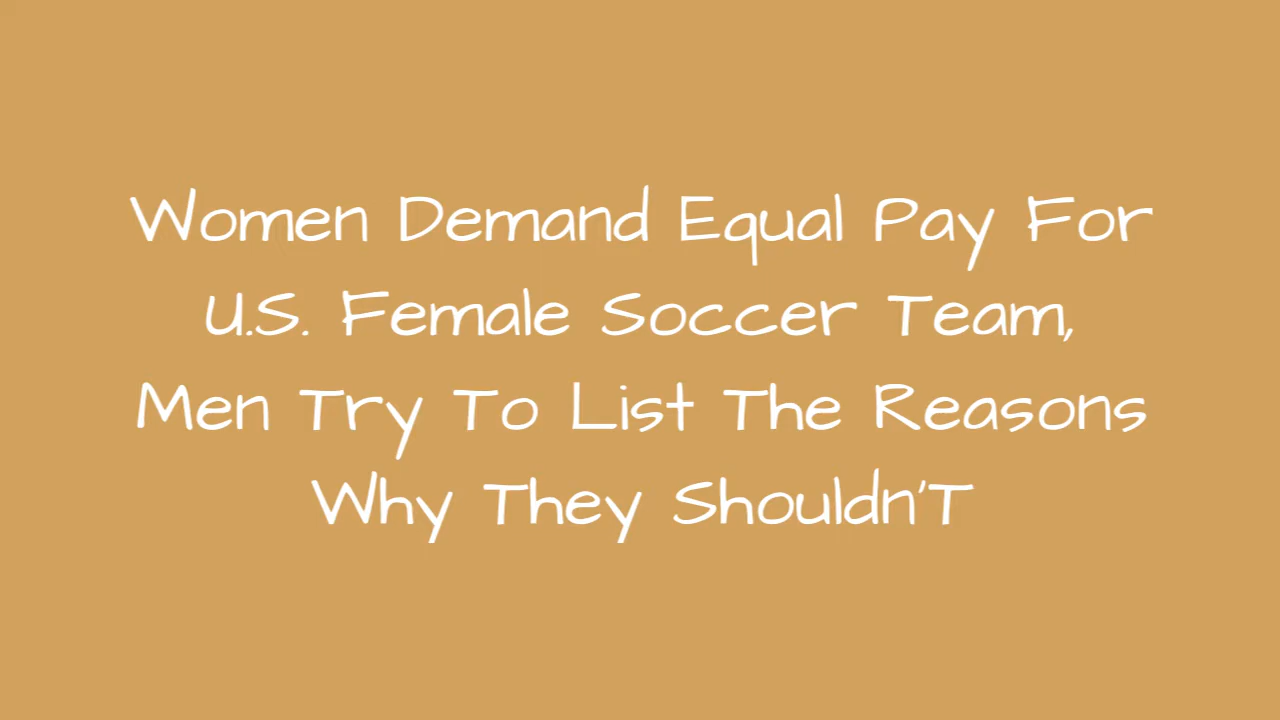 Women Demand Equal Pay For
U.S. Female Soccer Team,
Men Try To List The Reasons
Why They Shouldn'T